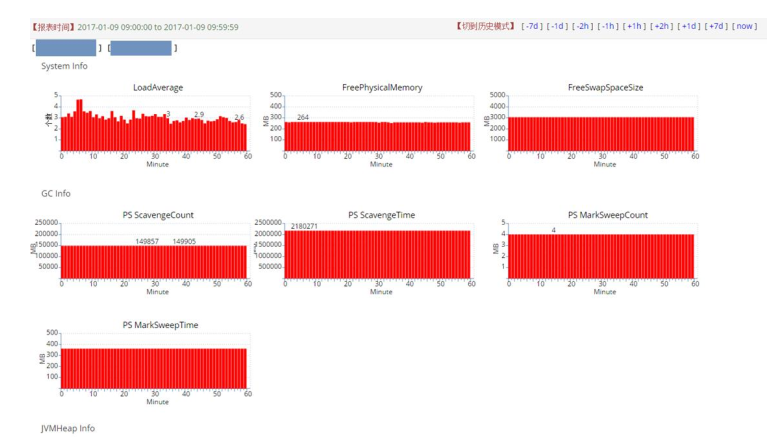 【报表时间】2017-01-09 09:00:00 to 2017-01-09 09:59:59 【切到历史模式】 [ -7d ] [ -1d ] [ -2h ] [ -1h ] [ +1h ] [ +2h ] [ +1d ] [ +7d ] [ now ]
[ ] [ ]
System Info
LoadAverage FreePhysicalMemory FreeSwapSpaceSize
5 500 5000
4 400 4000
3 300 3000
2 200 2000
1 100 1000
个数 MB MB
3 2.9 2.6 264
0 10 20 30 40 50 60 0 10 20 30 40 50 60 0 10 20 30 40 50 60
Minute Minute Minute
GC Info
PS ScavengeCount PS ScavengeTime PS MarkSweepCount
250000 2500000 5
200000 2000000 4
150000 1500000 3
100000 1000000 2
50000 500000 1
MB MB
149857 149905 2180271 4
0 10 20 30 40 50 60 0 10 20 30 40 50 60 0 10 20 30 40 50 60
Minute Minute Minute
PS MarkSweepTime
500
400
300
200
100
MB
0 10 20 30 40 50 60
Minute
JVMHeap Info